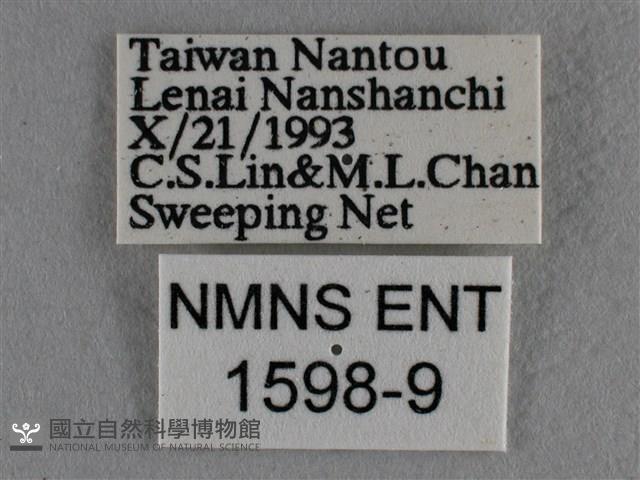 Taiwan Nantou
Lenai Nanshanchi
X/21/1993
C.S.Lin&M.L.Chan
Sweeping Net
NMNS ENT
1598-9
國立自然科學博物館
NATIONAL MUSEUM OF NATURAL SCIENCE